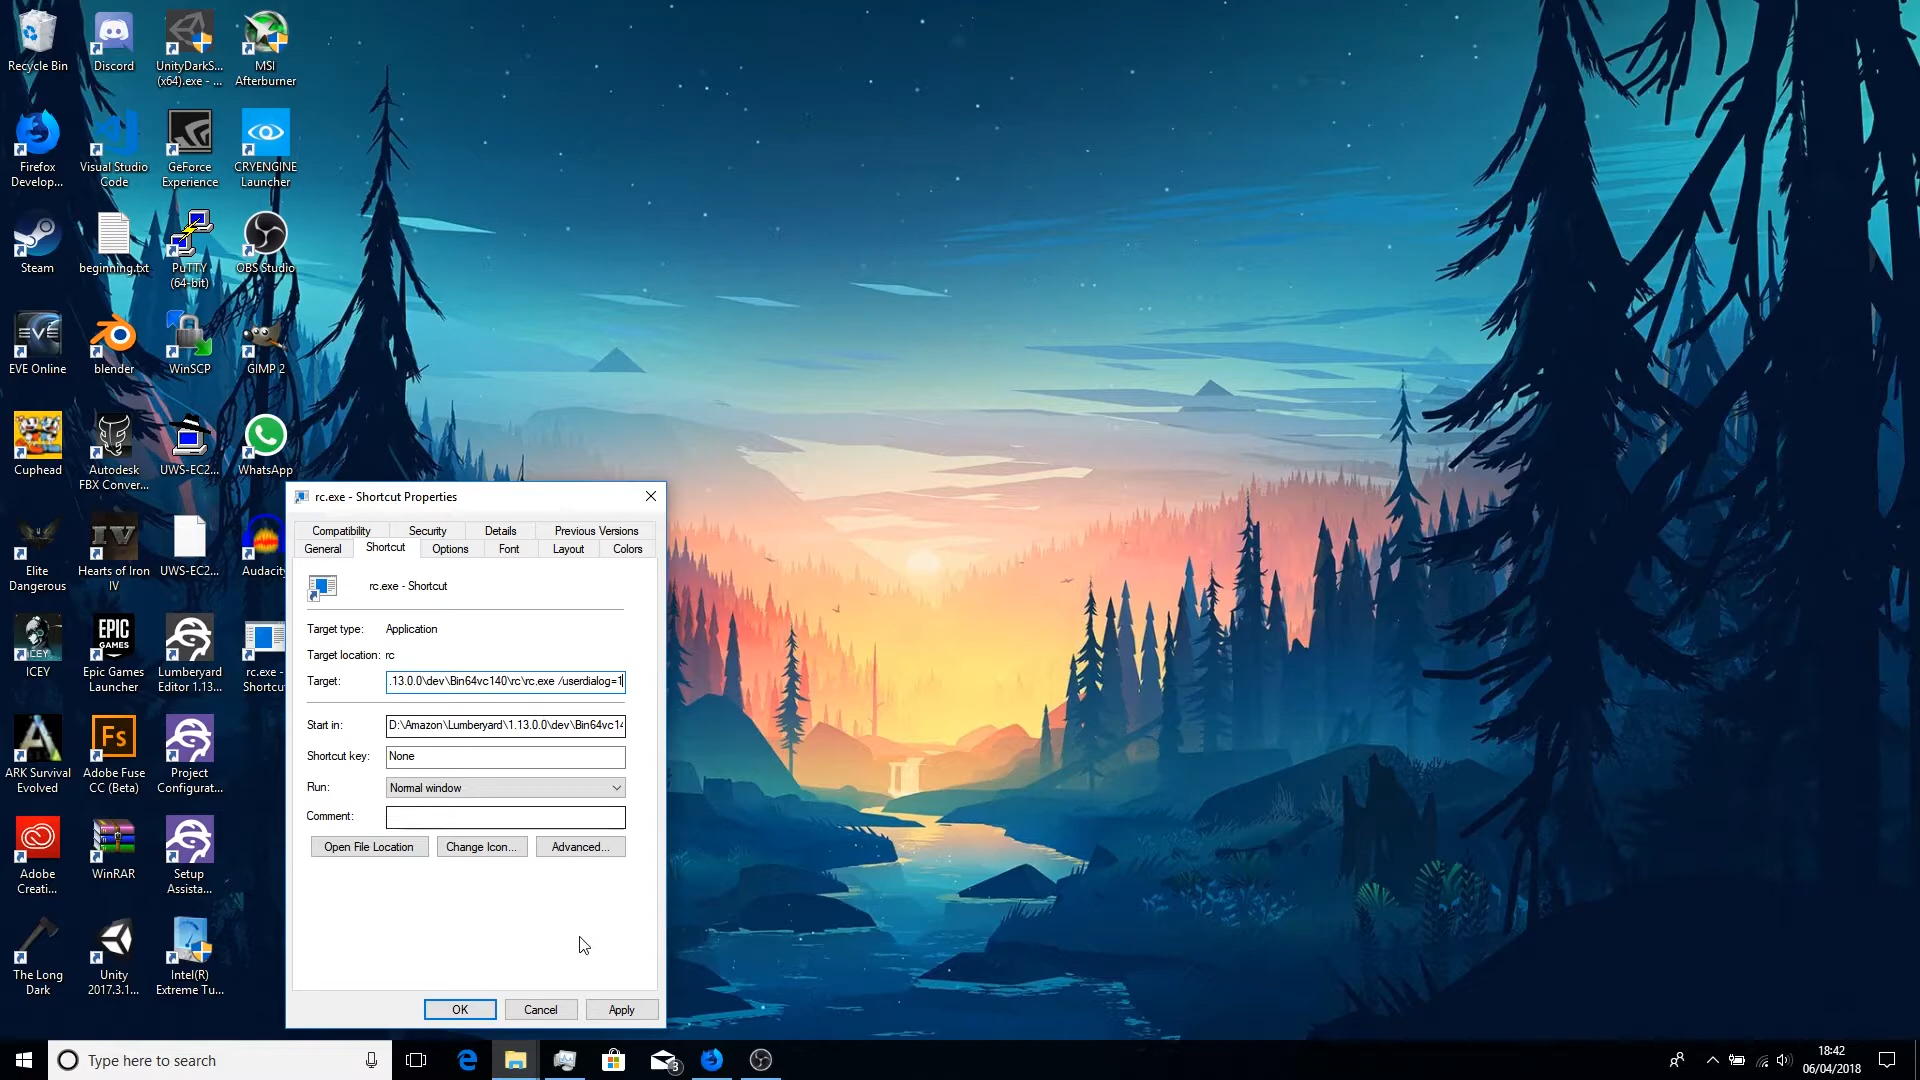 Recycle Bin
Discord
UnityDarkS...
(x64).exe - ...
MSI
Afterburner
Firefox
Develop...
Visual Studio
Code
GeForce
Experience
CRYENGINE
Launcher
Steam
beginning.txt
PuTTY
(64-bit)
OBS Studio
EVE
EVE Online
blender
WinSCP
GIMP 2
Cuphead
Autodesk
FBX Conver...
UWS-EC2...
WhatsApp
Elite
Dangerous
IV
Hearts of Iron
IV
UWS-EC2...
Audacity
ICEY
ICEY
EPIC
GAMES
Epic Games
Launcher
Lumberyard
Editor 1.13...
rc.exe -
Shortcut
ARK Survival
Evolved
Fs
Adobe Fuse
CC (Beta)
Project
Configurat...
Adobe
Creati...
WinRAR
Setup
Assista...
The Long
Dark
Unity
2017.3.1...
Intel(R)
Extreme Tu...
rc.exe - Shortcut Properties
Compatibility Security Details Previous Versions
General Shortcut Options Font Layout Colors
rc.exe - Shortcut
Target type: Application
Target location: rc
Target: .13.0.0\dev\Bin64vc140\rc\rc.exe /userdialog=1
Start in: D:\Amazon\Lumberyard\1.13.0.0\dev\Bin64vc14
Shortcut key: None
Run: Normal window
Comment:
Open File Location Change Icon... Advanced...
OK Cancel Apply
Type here to search
3
18:42
06/04/2018